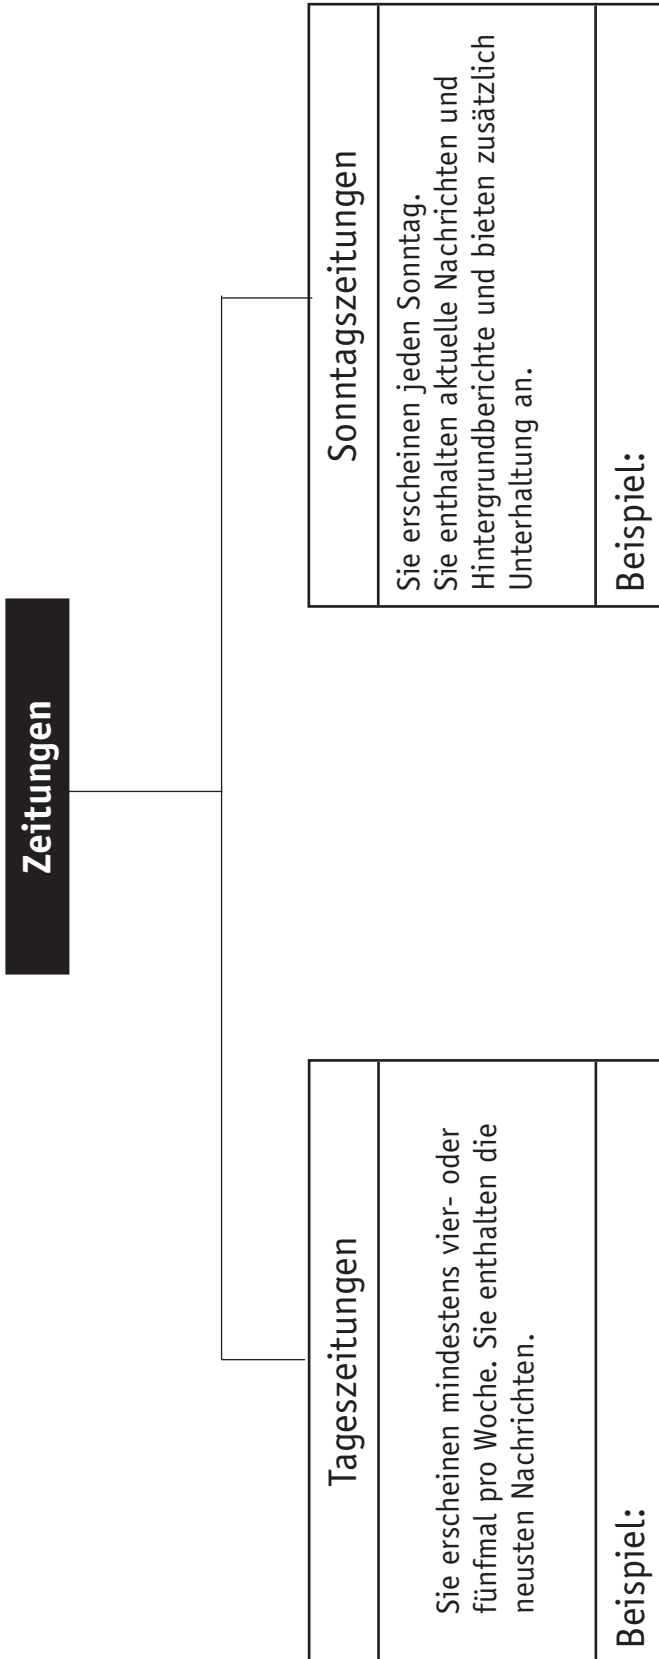 Zeitungen
Tageszeitungen
Sie erscheinen mindestens vier- oder
fünfmal pro Woche. Sie enthalten die
neusten Nachrichten.
Beispiel:
Sonntagszeitungen
Sie erscheinen jeden Sonntag.
Sie enthalten aktuelle Nachrichten und
Hintergrundberichte und bieten zusätzlich
Unterhaltung an.
Beispiel: